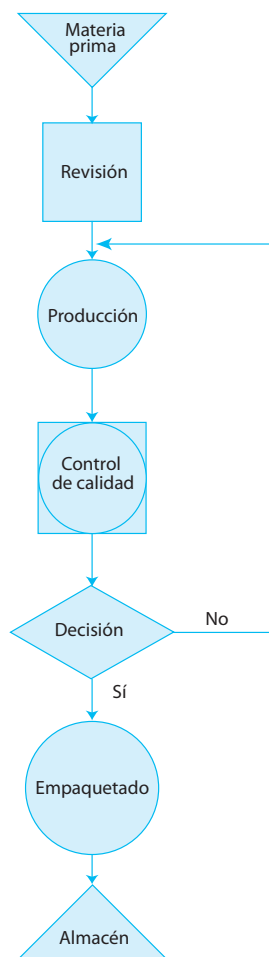 Materia
prima
Revisión
Producción
Control
de calidad
Decisión
No
Sí
Empaquetado
Almacén